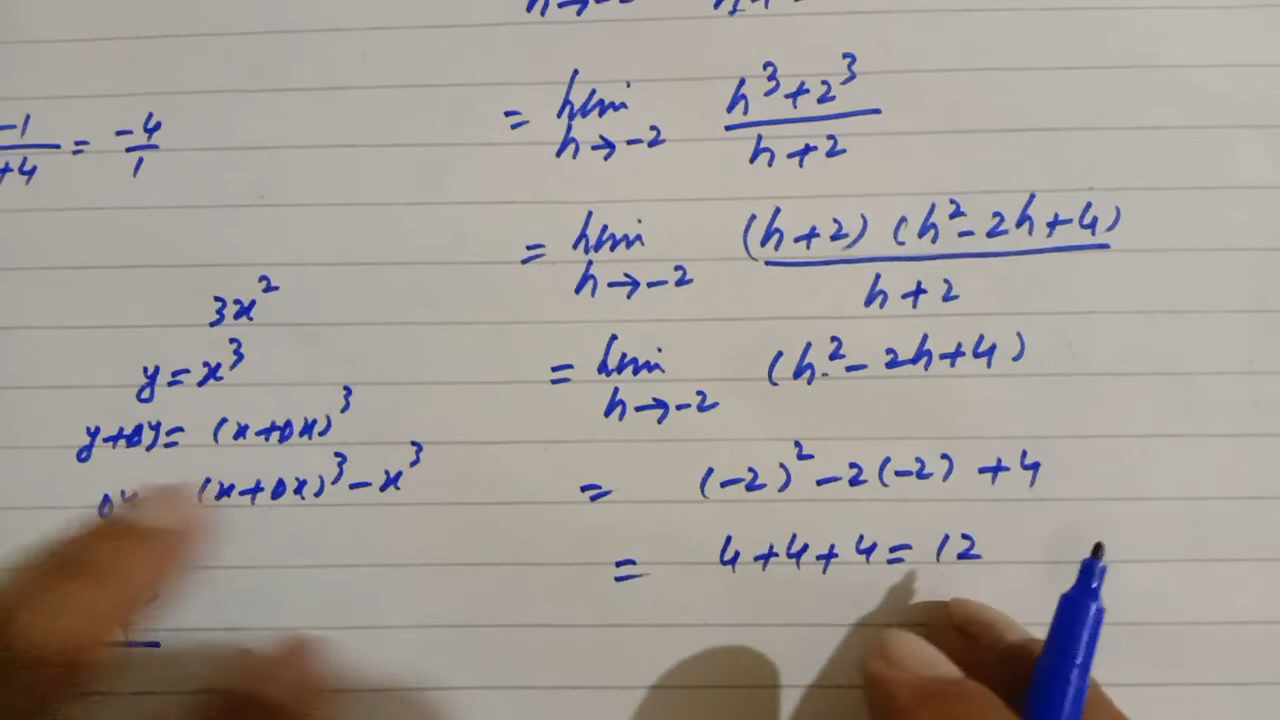 h→-2
= lim h→-2 (h³+2³)/(h+2)
-1/+4 = -4/1
= lim h→-2 (h+2)(h²-2h+4)/(h+2)
3x²
= lim h→-2 (h²-2h+4)
y=x³
y+Δy= (x+Δx)³
= (-2)²-2(-2)+4
(x+Δx)³-x³
= 4+4+4=12